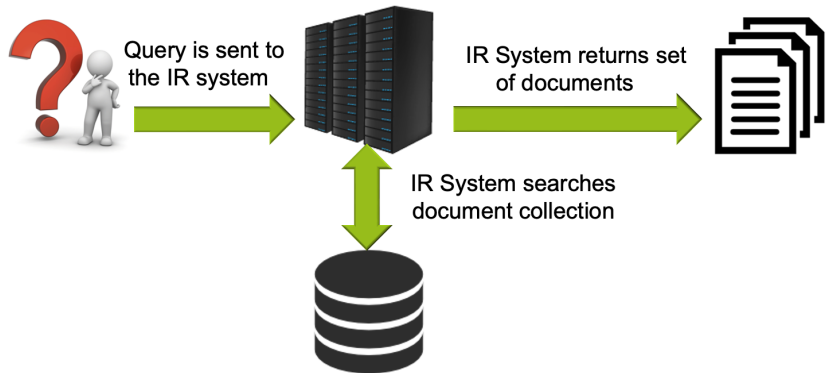 Query is sent to
the IR system
IR System returns set
of documents
IR System searches
document collection